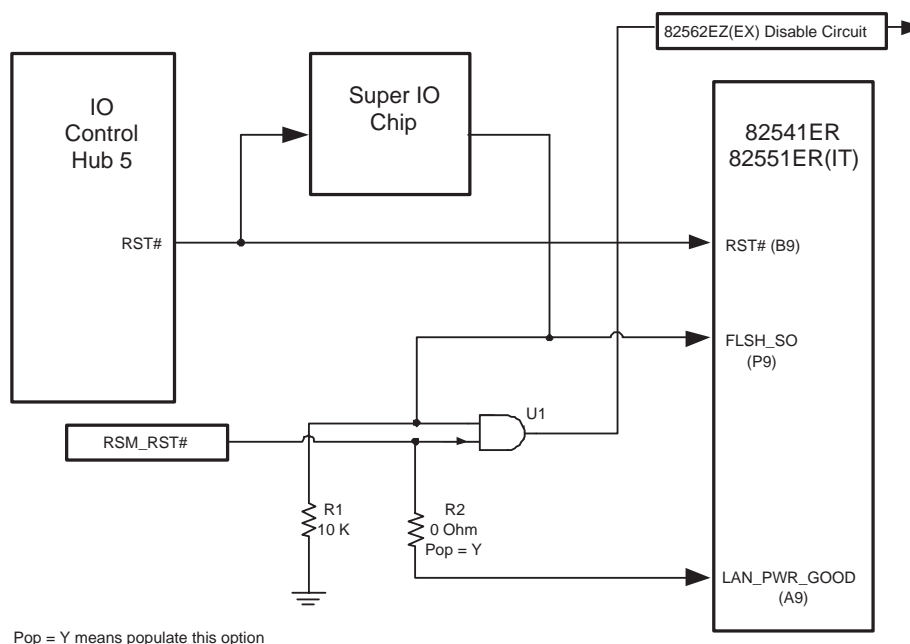 82562EZ(EX) Disable Circuit
IO
Control
Hub 5
Super IO
Chip
82541ER
82551ER(IT)
RST#
RST# (B9)
FLSH_SO
(P9)
U1
RSM_RST#
R1
10 K
R2
0 Ohm
Pop = Y
LAN_PWR_GOOD
(A9)
Pop = Y means populate this option